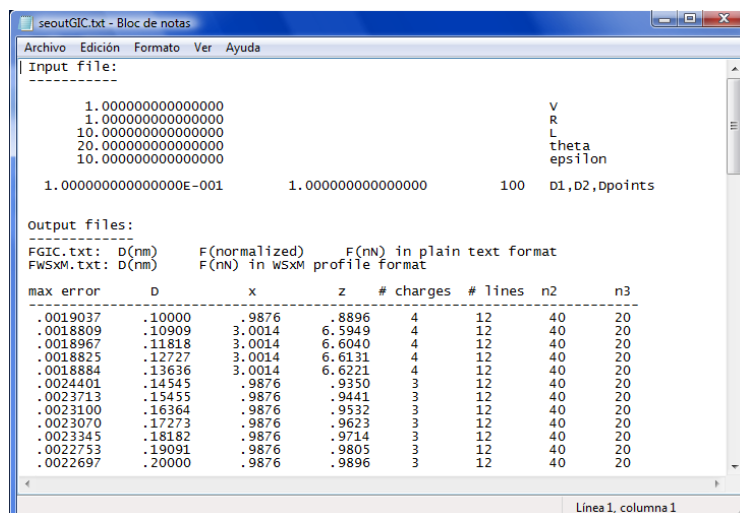 seoutGIC.txt - Bloc de notas
Archivo Edición Formato Ver Ayuda
Input file:
-----------
1.000000000000000 V
1.000000000000000 R
10.000000000000000 L
20.000000000000000 theta
10.000000000000000 epsilon
1.000000000000000E-001 1.000000000000000 100 D1,D2,Dpoints
Output files:
-------------
FGIC.txt: D(nm) F(normalized) F(nN) in plain text format
FWSxM.txt: D(nm) F(nN) in WSxM profile format
max error D x z # charges # lines n2 n3
----------------------------------------------------------------------
.0019037 .10000 .9876 .8896 4 12 40 20
.0018809 .10909 3.0014 6.5949 4 12 40 20
.0018967 .11818 3.0014 6.6040 4 12 40 20
.0018825 .12727 3.0014 6.6131 4 12 40 20
.0018884 .13636 3.0014 6.6221 4 12 40 20
.0024401 .14545 .9876 .9350 3 12 40 20
.0023713 .15455 .9876 .9441 3 12 40 20
.0023100 .16364 .9876 .9532 3 12 40 20
.0023070 .17273 .9876 .9623 3 12 40 20
.0023345 .18182 .9876 .9714 3 12 40 20
.0022753 .19091 .9876 .9805 3 12 40 20
.0022697 .20000 .9876 .9896 3 12 40 20
Línea 1, columna 1